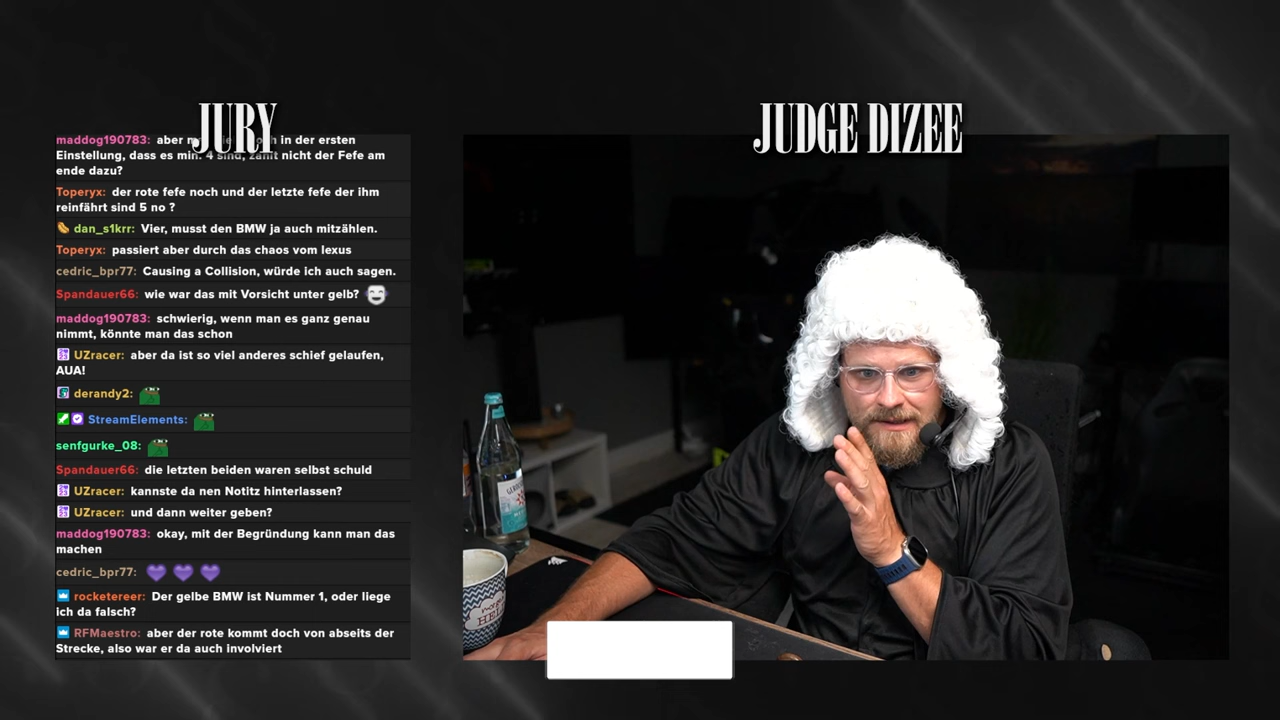 JURY
JUDGE DIZEE
maddog190783: aber in der ersten
Einstellung, dass es min. 4 sind, zählt nicht der Fefe am
ende dazu?
Toperyx: der rote fefe noch und der letzte fefe der ihm
reinfährt sind 5 no ?
dan_s1krr: Vier, musst den BMW ja auch mitzählen.
Toperyx: passiert aber durch das chaos vom lexus
cedric_bpr77: Causing a Collision, würde ich auch sagen.
Spandauer66: wie war das mit Vorsicht unter gelb?
maddog190783: schwierig, wenn man es ganz genau
nimmt, könnte man das schon
UZracer: aber da ist so viel anderes schief gelaufen,
AUA!
derandy2:
StreamElements:
senfgurke_08:
Spandauer66: die letzten beiden waren selbst schuld
UZracer: kannste da nen Notitz hinterlassen?
UZracer: und dann weiter geben?
maddog190783: okay, mit der Begründung kann man das
machen
cedric_bpr77:
rocketereer: Der gelbe BMW ist Nummer 1, oder liege
ich da falsch?
RFMaestro: aber der rote kommt doch von abseits der
Strecke, also war er da auch involviert